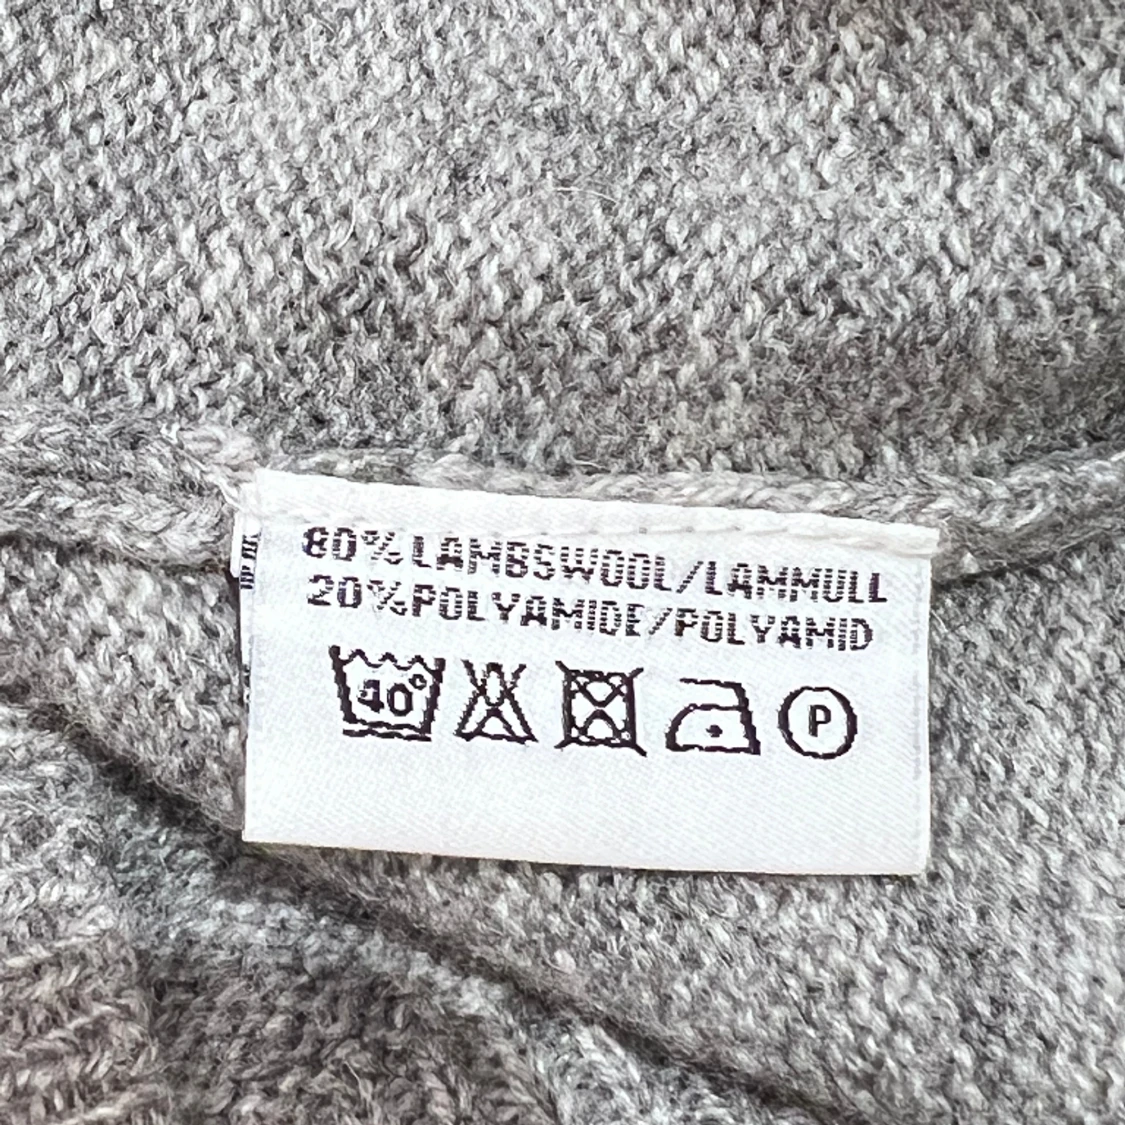 80% LAMBSWOOL/LAMMULL
20% POLYAMIDE/POLYAMID
40°
P